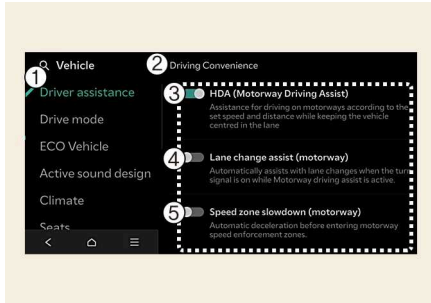 Vehicle
1
Driver assistance
Drive mode
ECO Vehicle
Active sound design
Climate
Seats
2
Driving Convenience
3
HDA (Motorway Driving Assist)
Assistance for driving on motorways according to the
set speed and distance while keeping the vehicle
centred in the lane
4
Lane change assist (motorway)
Automatically assists with lane changes when the turn
signal is on while Motorway driving assist is active.
5
Speed zone slowdown (motorway)
Automatic deceleration before entering motorway
speed enforcement zones.